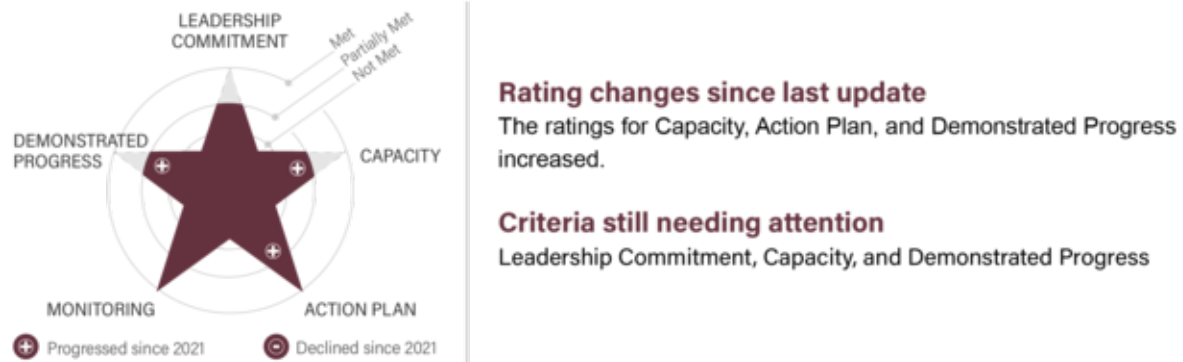 LEADERSHIP
COMMITMENT
Met
Partially Met
Not Met
DEMONSTRATED
PROGRESS
CAPACITY
MONITORING
ACTION PLAN
Progressed since 2021
Declined since 2021
Rating changes since last update
The ratings for Capacity, Action Plan, and Demonstrated Progress
increased.
Criteria still needing attention
Leadership Commitment, Capacity, and Demonstrated Progress